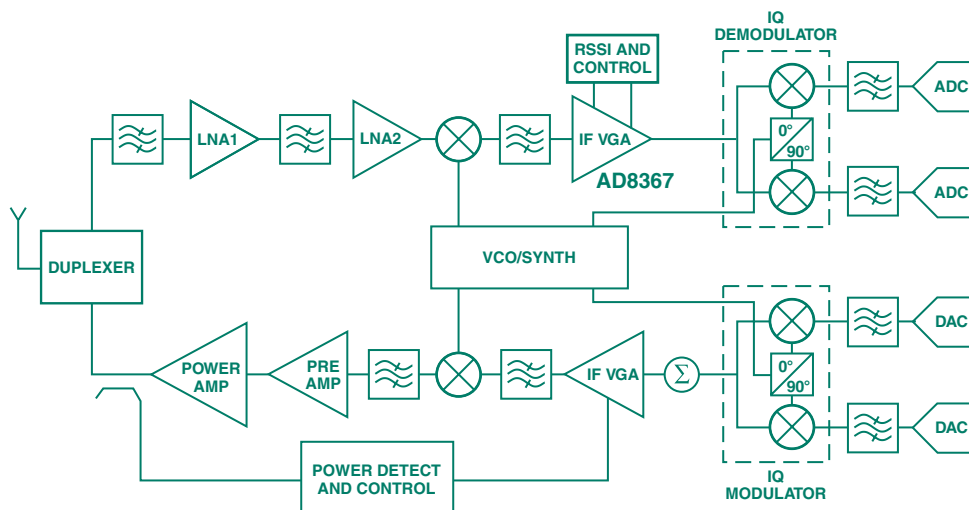 IQ
DEMODULATOR
RSSI AND
CONTROL
ADC
LNA1
LNA2
IF VGA
0°
90°
AD8367
ADC
DUPLEXER
VCO/SYNTH
DAC
POWER
AMP
PRE
AMP
IF VGA
Σ
0°
90°
DAC
POWER DETECT
AND CONTROL
IQ
MODULATOR